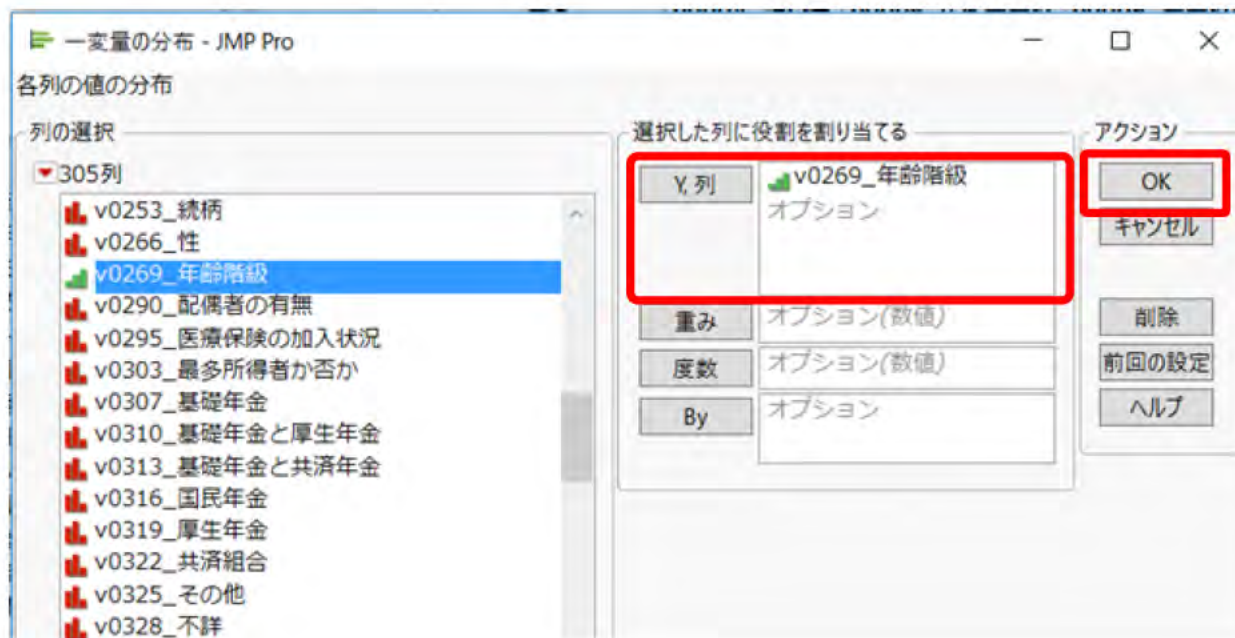 一変量の分布 - JMP Pro
各列の値の分布
列の選択
305列
v0253_続柄
v0266_性
v0269_年齢階級
v0290_配偶者の有無
v0295_医療保険の加入状況
v0303_最多所得者か否か
v0307_基礎年金
v0310_基礎年金と厚生年金
v0313_基礎年金と共済年金
v0316_国民年金
v0319_厚生年金
v0322_共済組合
v0325_その他
v0328_不詳
選択した列に役割を割り当てる
Y, 列
v0269_年齢階級
オプション
重み
オプション(数値)
度数
オプション(数値)
By
オプション
アクション
OK
キャンセル
削除
前回の設定
ヘルプ